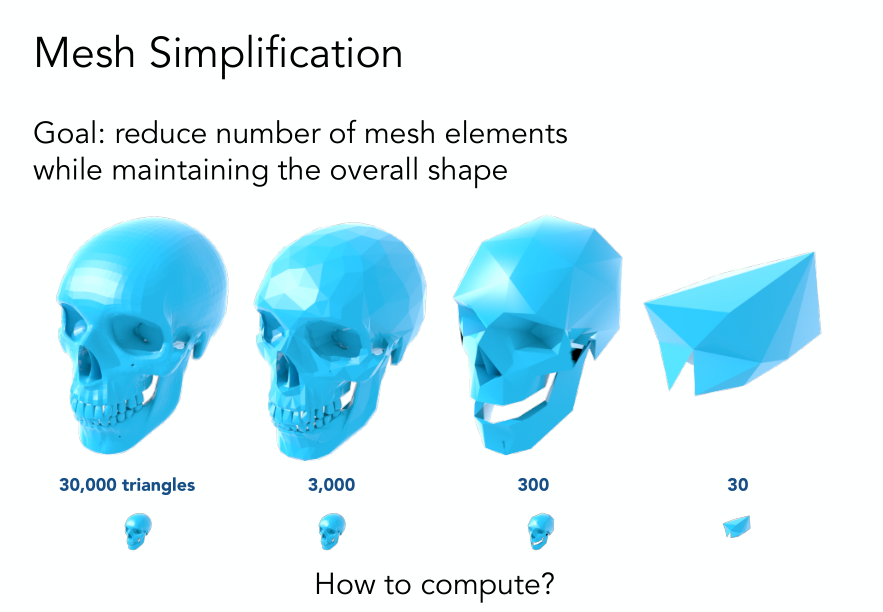 Mesh Simplification
Goal: reduce number of mesh elements
while maintaining the overall shape
30,000 triangles
3,000
300
30
How to compute?